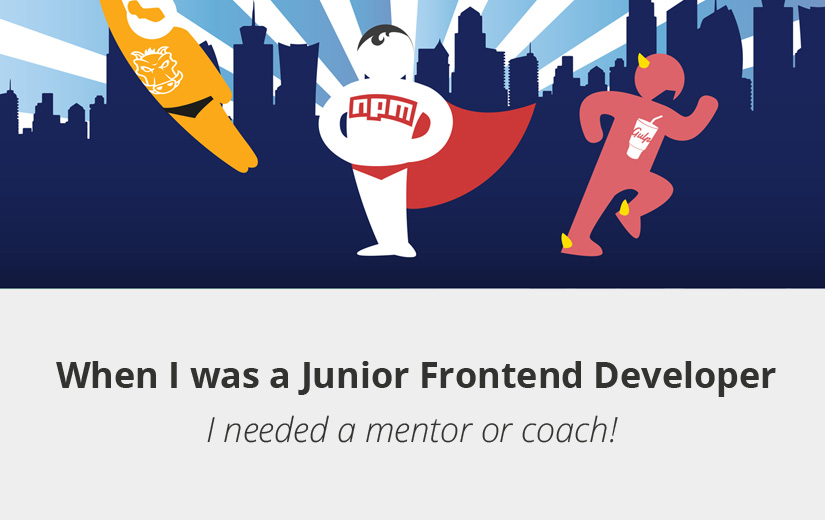 npm
Gulp
When I was a Junior Frontend Developer
I needed a mentor or coach!